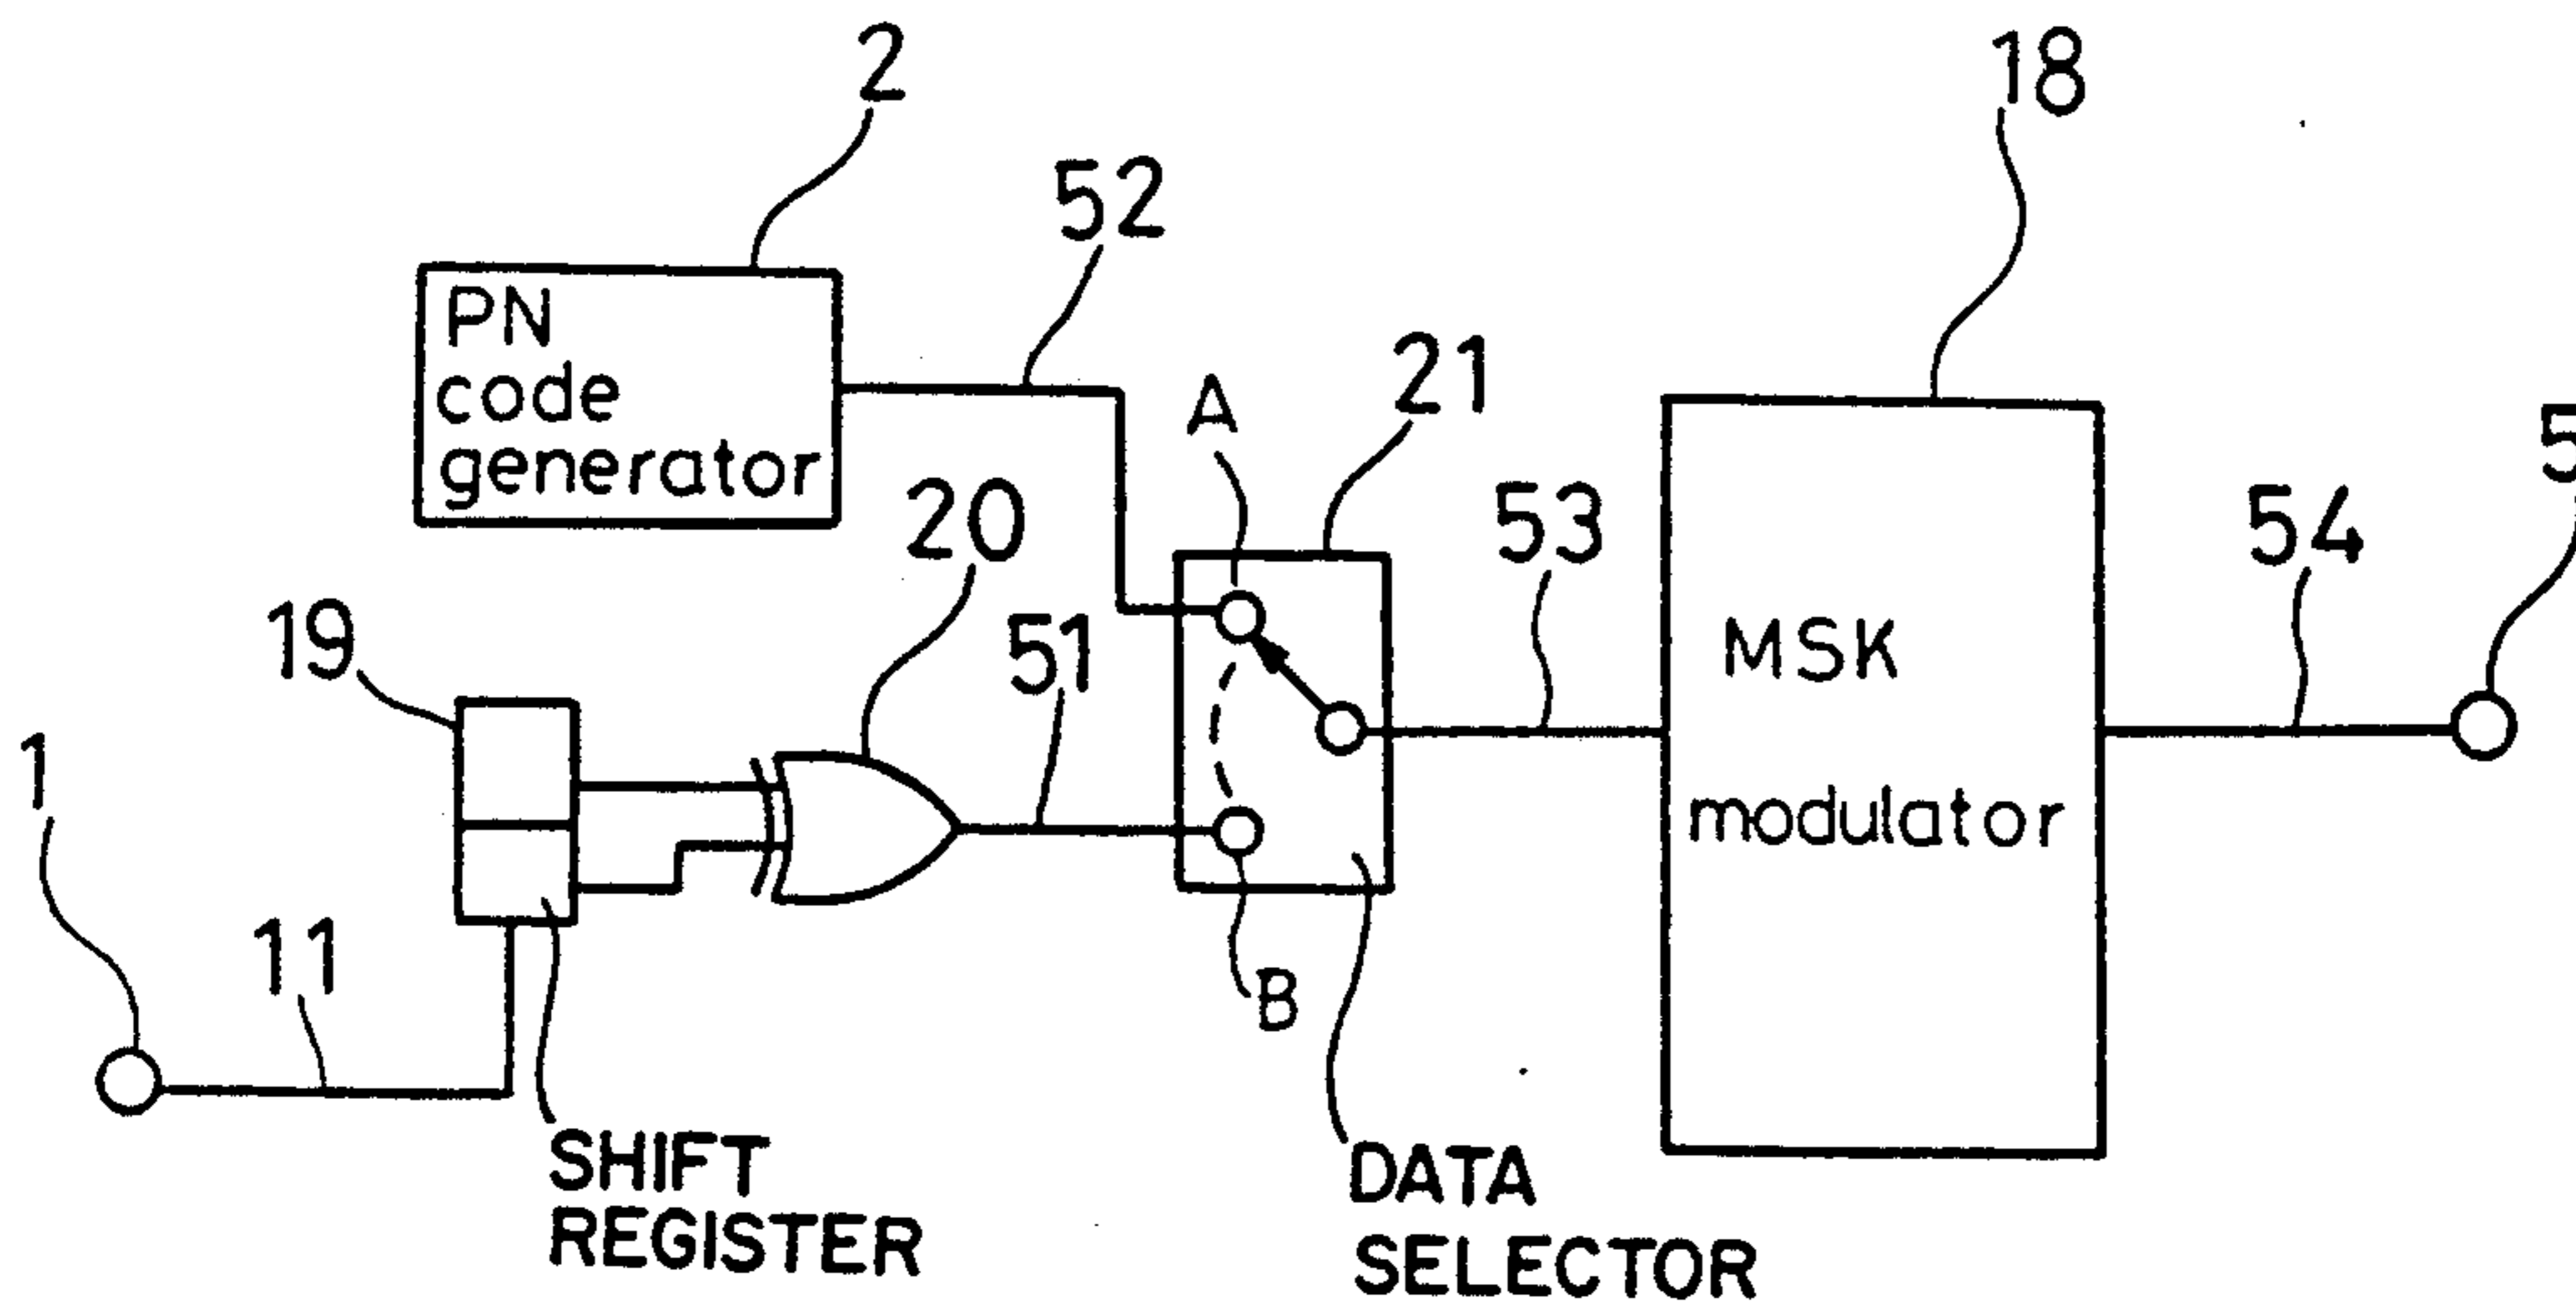 2
18
52
PN
code
generator
21
A
5
20
53
54
19
51
MSK
modulator
1
11
B
SHIFT
REGISTER
DATA
SELECTOR